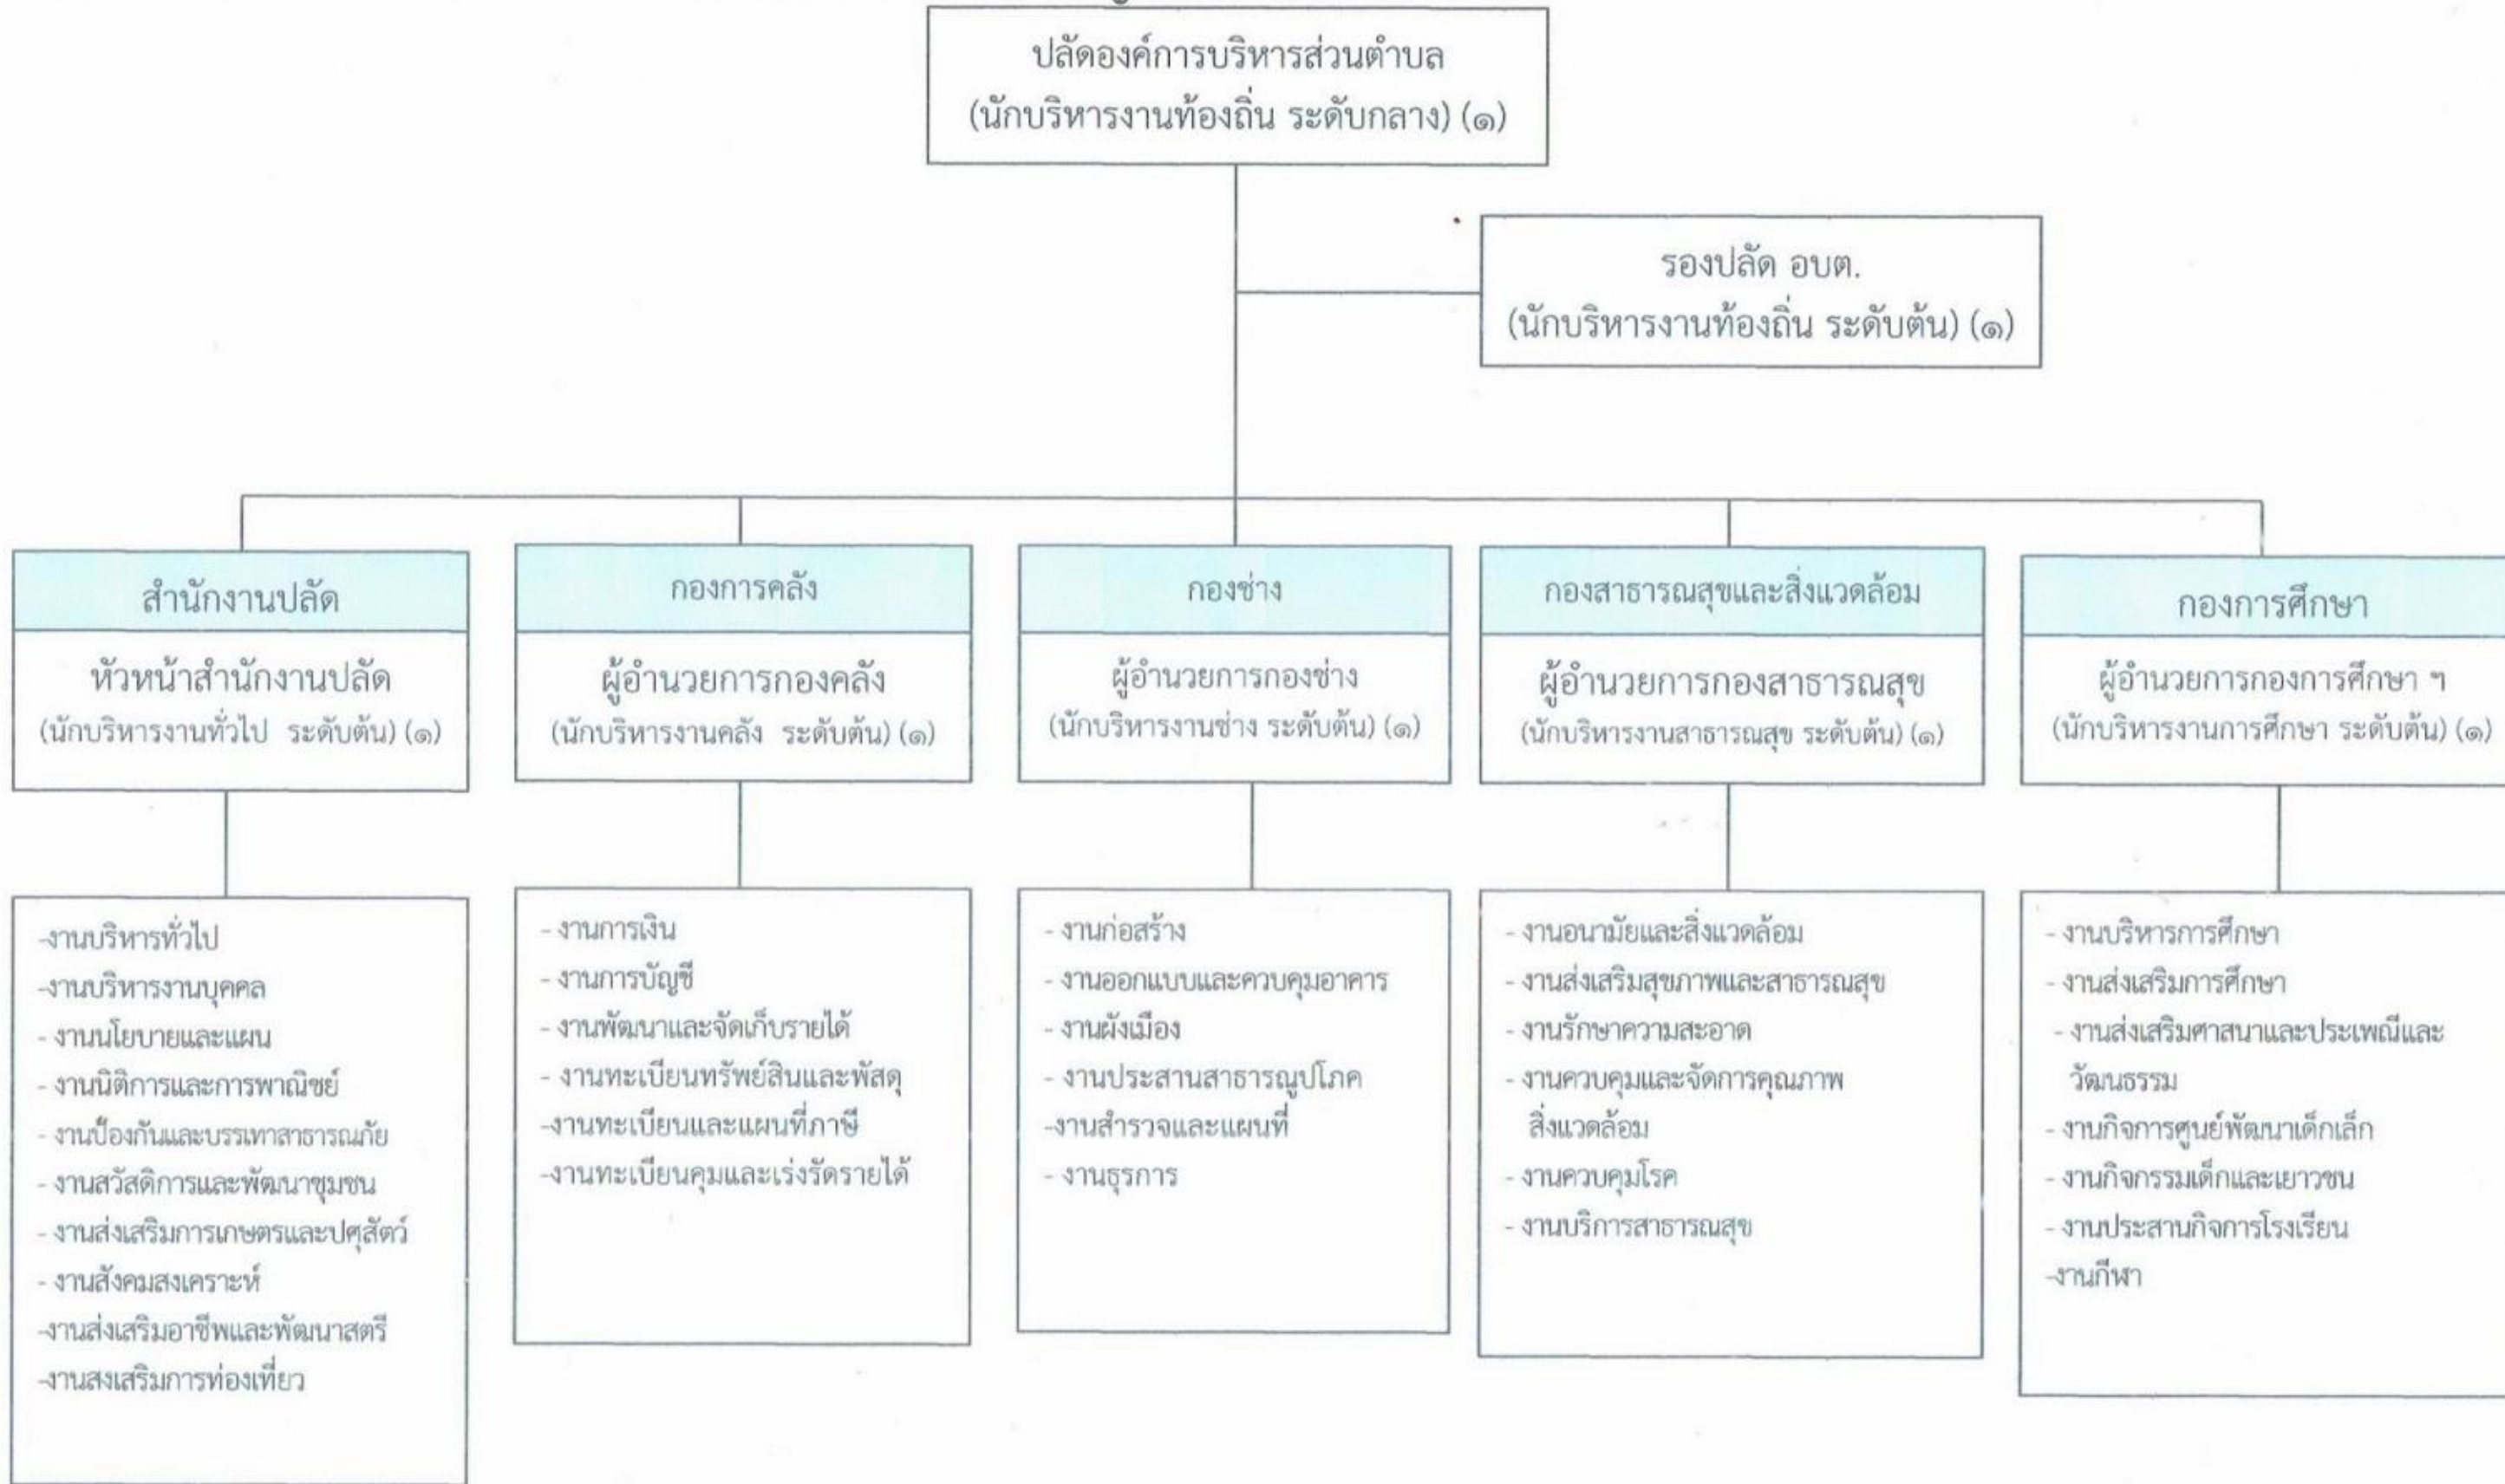 ปลัดองค์การบริหารส่วนตำบล
(นักบริหารงานท้องถิ่น ระดับกลาง) (๑)
รองปลัด อบต.
(นักบริหารงานท้องถิ่น ระดับต้น) (๑)
สำนักงานปลัด
หัวหน้าสำนักงานปลัด
(นักบริหารงานทั่วไป ระดับต้น) (๑)
-งานบริหารทั่วไป
-งานบริหารงานบุคคล
- งานนโยบายและแผน
- งานนิติการและการพาณิชย์
- งานป้องกันและบรรเทาสาธารณภัย
- งานสวัสดิการและพัฒนาชุมชน
- งานส่งเสริมการเกษตรและปศุสัตว์
- งานสังคมสงเคราะห์
-งานส่งเสริมอาชีพและพัฒนาสตรี
-งานสงเสริมการท่องเที่ยว
กองการคลัง
ผู้อำนวยการกองคลัง
(นักบริหารงานคลัง ระดับต้น) (๑)
- งานการเงิน
- งานการบัญชี
- งานพัฒนาและจัดเก็บรายได้
- งานทะเบียนทรัพย์สินและพัสดุ
-งานทะเบียนและแผนที่ภาษี
-งานทะเบียนคุมและเร่งรัดรายได้
กองช่าง
ผู้อำนวยการกองช่าง
(นักบริหารงานช่าง ระดับต้น) (๑)
- งานก่อสร้าง
- งานออกแบบและควบคุมอาคาร
- งานผังเมือง
- งานประสานสาธารณูปโภค
-งานสำรวจและแผนที่
- งานธุรการ
กองสาธารณสุขและสิ่งแวดล้อม
ผู้อำนวยการกองสาธารณสุข
(นักบริหารงานสาธารณสุข ระดับต้น) (๑)
- งานอนามัยและสิ่งแวดล้อม
- งานส่งเสริมสุขภาพและสาธารณสุข
- งานรักษาความสะอาด
- งานควบคุมและจัดการคุณภาพ
สิ่งแวดล้อม
- งานควบคุมโรค
- งานบริการสาธารณสุข
กองการศึกษา
ผู้อำนวยการกองการศึกษา ฯ
(นักบริหารงานการศึกษา ระดับต้น) (๑)
- งานบริหารการศึกษา
- งานส่งเสริมการศึกษา
- งานส่งเสริมศาสนาและประเพณีและ
วัฒนธรรม
- งานกิจการศูนย์พัฒนาเด็กเล็ก
- งานกิจกรรมเด็กและเยาวชน
- งานประสานกิจการโรงเรียน
-งานกีฬา